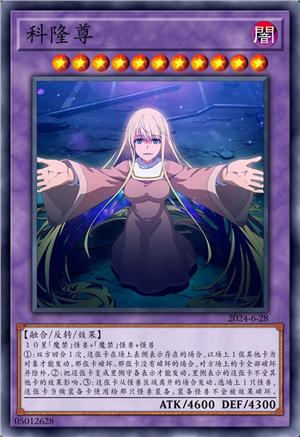 科隆尊
闇
2024-6-28
【融合/反转/效果】
１０星「魔禁」怪兽+「魔禁」怪兽+怪兽
①：双方回合１次，这张卡在场上表侧表示存在的场合，以场上１张其他卡为
对象才能发动，那张卡破坏。那张卡没有破坏的场合，对方场上的卡全部破坏
并除外。②：把这张卡变成里侧守备表示才能发动。里侧表示的这张卡不受其
他卡的效果影响。③：这张卡从怪兽区域离开的场合发动，选场上１只怪兽，
这张卡当做装备卡使用给那只怪兽装备。装备怪兽不会被破坏。
ATK/4600 DEF/4300
05012628